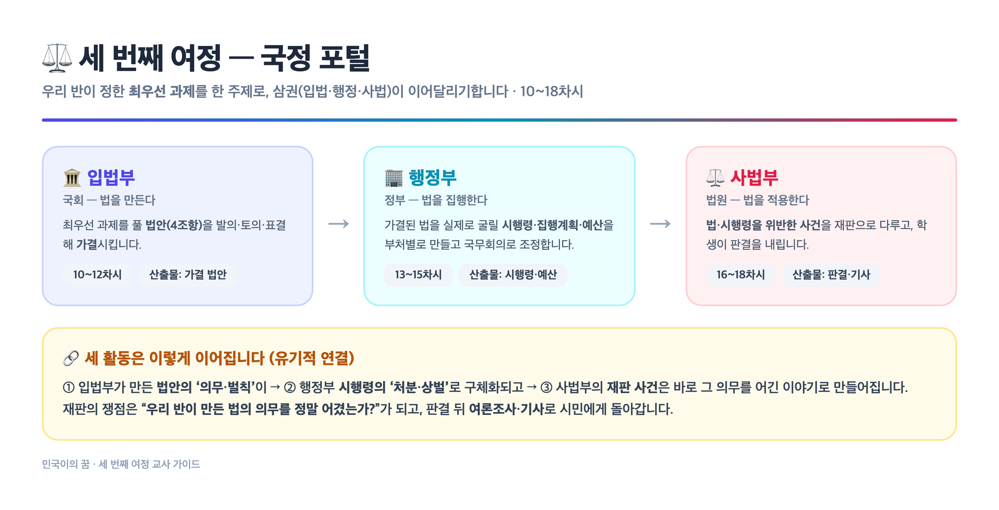 ⚖️ 세 번째 여정 — 국정 포털
우리 반이 정한 최우선 과제를 한 주제로, 삼권(입법·행정·사법)이 이어달리기합니다 · 10~18차시
🏛️ 입법부
국회 — 법을 만든다
최우선 과제를 풀 법안(4조항)을 발의·토의·표결
해 가결시킵니다.
10~12차시
산출물: 가결 법안
→
🏢 행정부
정부 — 법을 집행한다
가결된 법을 실제로 굴릴 시행령·집행계획·예산을
부처별로 만들고 국무회의로 조정합니다.
13~15차시
산출물: 시행령·예산
→
⚖️ 사법부
법원 — 법을 적용한다
법·시행령을 위반한 사건을 재판으로 다루고, 학
생이 판결을 내립니다.
16~18차시
산출물: 판결·기사
🔗 세 활동은 이렇게 이어집니다 (유기적 연결)
① 입법부가 만든 법안의 ‘의무·벌칙’이 → ② 행정부 시행령의 ‘처분·상벌’로 구체화되고 → ③ 사법부의 재판 사건은 바로 그 의무를 어긴 이야기로 만들어집니다.
재판의 쟁점은 “우리 반이 만든 법의 의무를 정말 어겼는가?”가 되고, 판결 뒤 여론조사·기사로 시민에게 돌아갑니다.
민국이의 꿈 · 세 번째 여정 교사 가이드